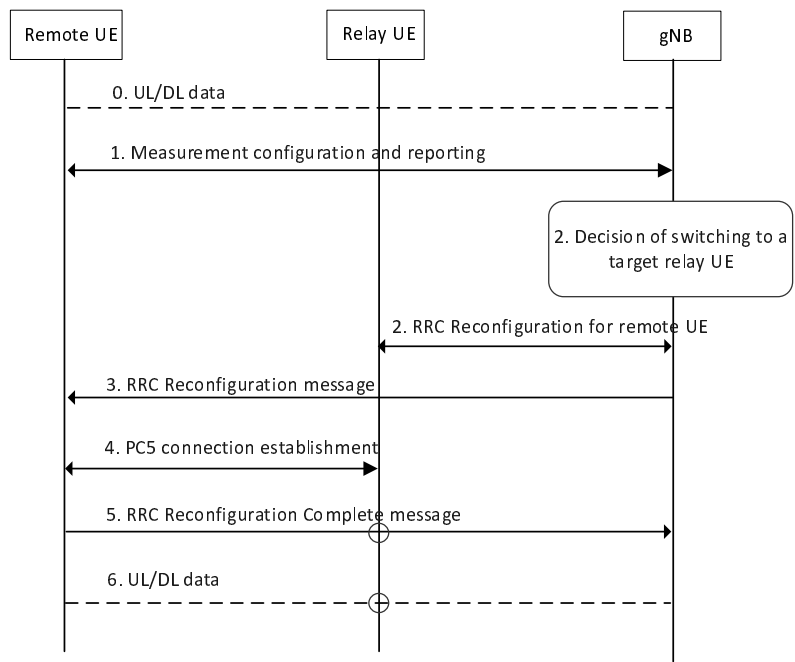 Remote UE
Relay UE
gNB
0. UL/DL data
1. Measurement configuration and reporting
2. Decision of switching to a
target relay UE
2. RRC Reconfiguration for remote UE
3. RRC Reconfiguration message
4. PC5 connection establishment
5. RRC Reconfiguration Complete message
6. UL/DL data